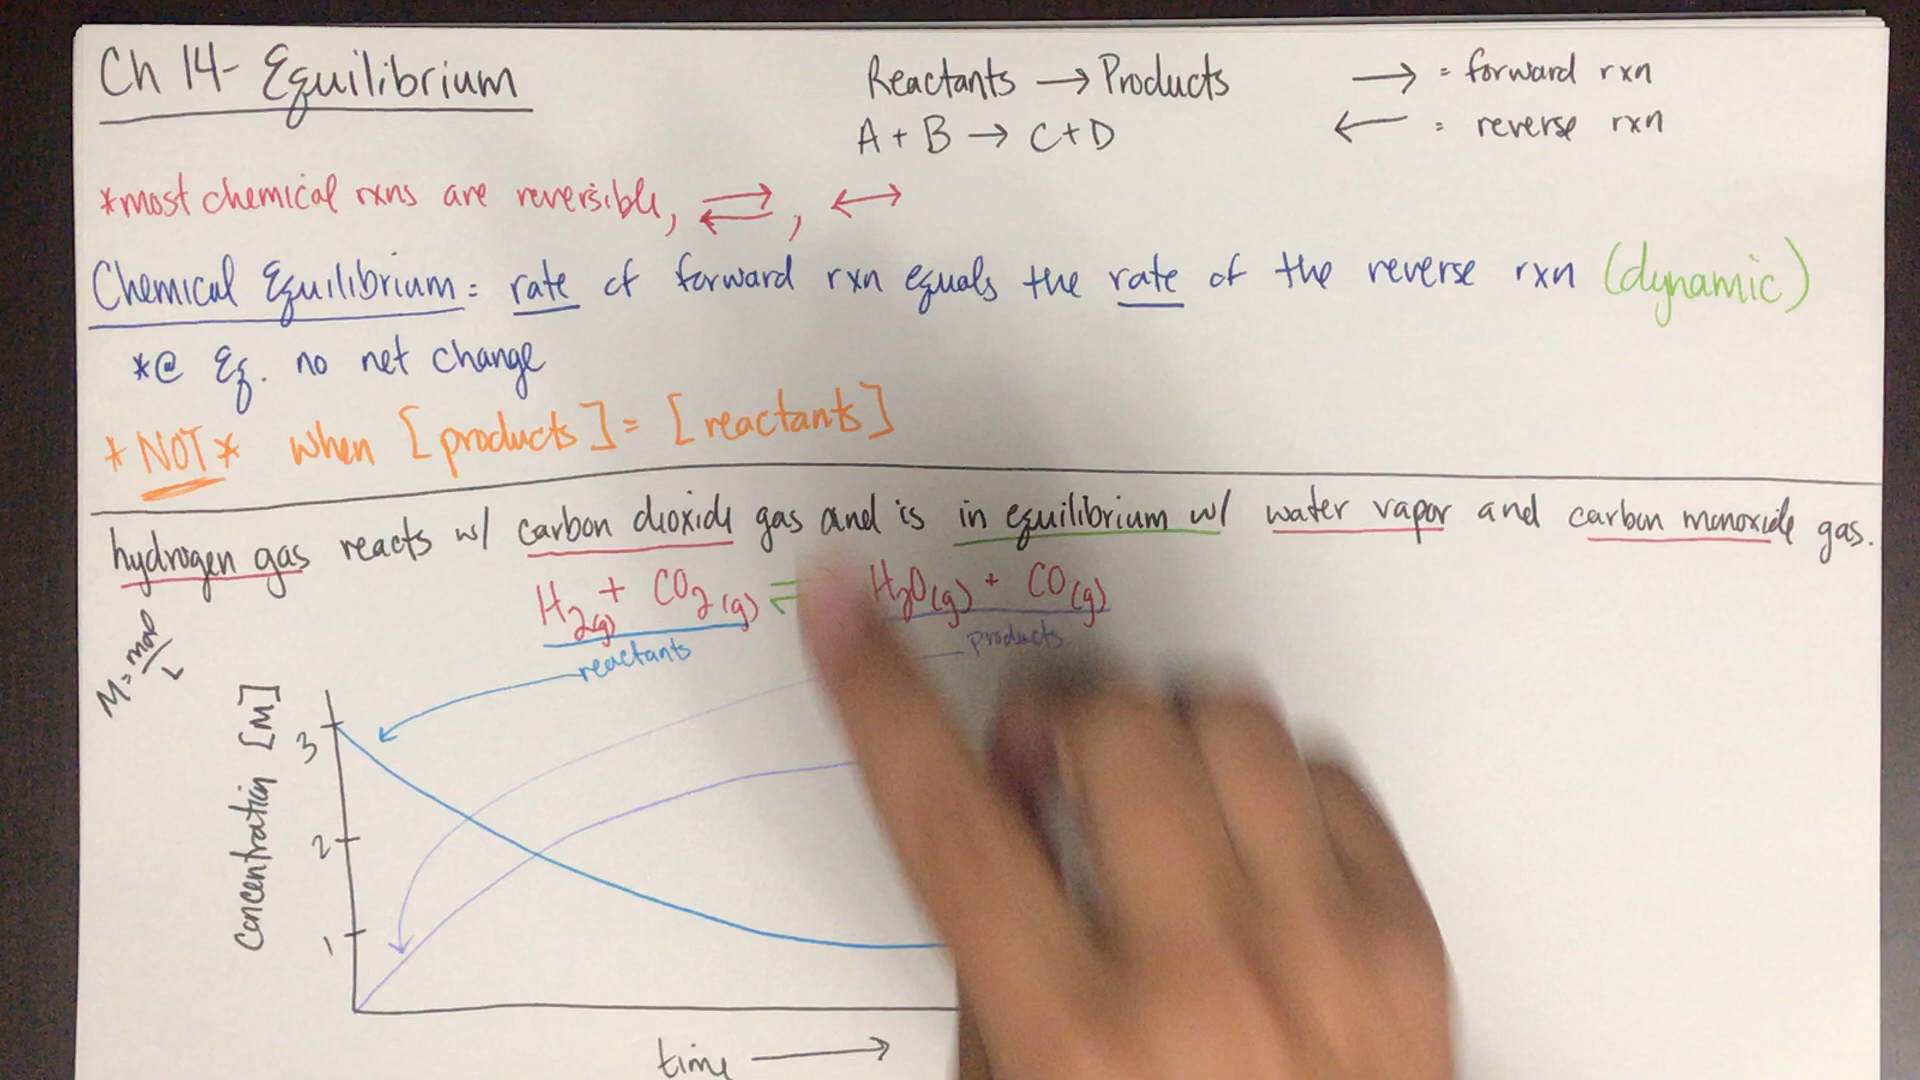 Ch 14- Equilibrium
Reactants → Products
A + B → C+D
→ = forward rxn
← = reverse rxn
*most chemical rxns are reversible, ⇌, ↔
Chemical Equilibrium = rate of forward rxn equals the rate of the reverse rxn (dynamic)
*@ Eq. no net change
*NOT* when [products] = [reactants]
hydrogen gas reacts w/ carbon dioxide gas and is in equilibrium w/ water vapor and carbon monoxide gas.
H2(g) + CO2(g) ⇌ H2O(g) + CO(g)
reactants
products
M = mol/L
Concentration [M]
3
2
1
time →